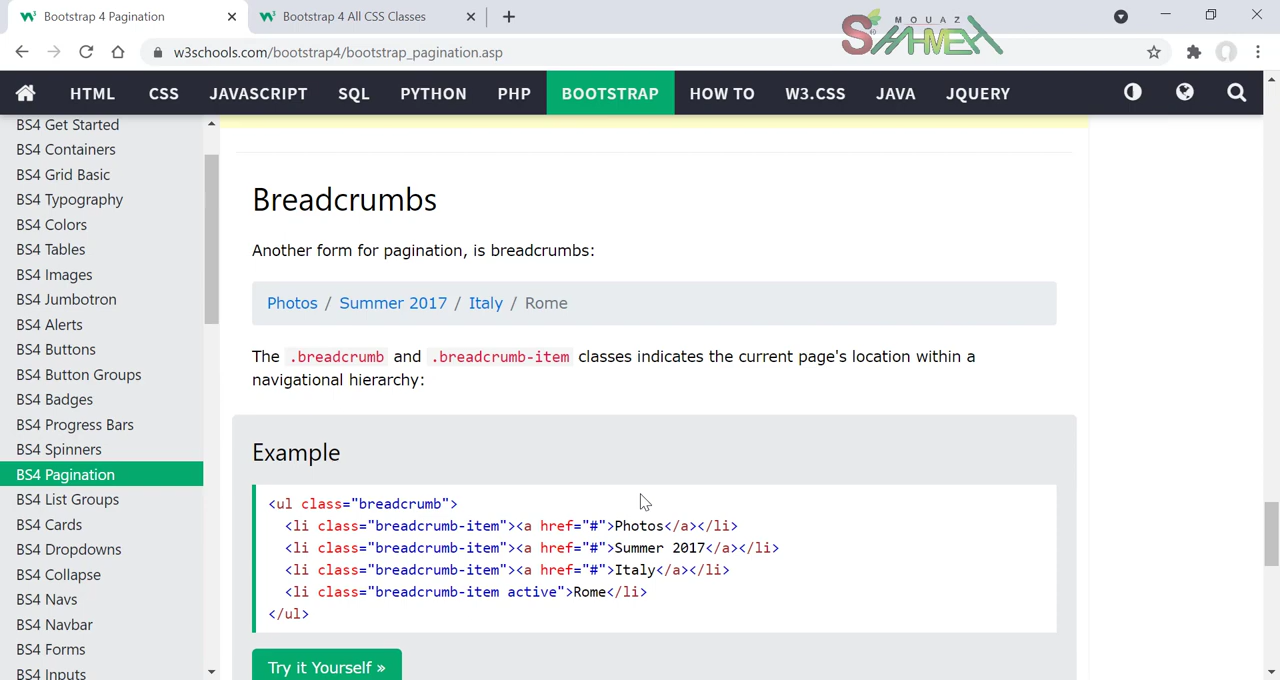 Bootstrap 4 Pagination
Bootstrap 4 All CSS Classes
w3schools.com/bootstrap4/bootstrap_pagination.asp
MOUAZ
HTML CSS JAVASCRIPT SQL PYTHON PHP BOOTSTRAP HOW TO W3.CSS JAVA JQUERY
BS4 Get Started
BS4 Containers
BS4 Grid Basic
BS4 Typography
BS4 Colors
BS4 Tables
BS4 Images
BS4 Jumbotron
BS4 Alerts
BS4 Buttons
BS4 Button Groups
BS4 Badges
BS4 Progress Bars
BS4 Spinners
BS4 Pagination
BS4 List Groups
BS4 Cards
BS4 Dropdowns
BS4 Collapse
BS4 Navs
BS4 Navbar
BS4 Forms
BS4 Inputs
Breadcrumbs
Another form for pagination, is breadcrumbs:
Photos / Summer 2017 / Italy / Rome
The .breadcrumb and .breadcrumb-item classes indicates the current page's location within a
navigational hierarchy:
Example
<ul class="breadcrumb">
<li class="breadcrumb-item"><a href="#">Photos</a></li>
<li class="breadcrumb-item"><a href="#">Summer 2017</a></li>
<li class="breadcrumb-item"><a href="#">Italy</a></li>
<li class="breadcrumb-item active">Rome</li>
</ul>
Try it Yourself »